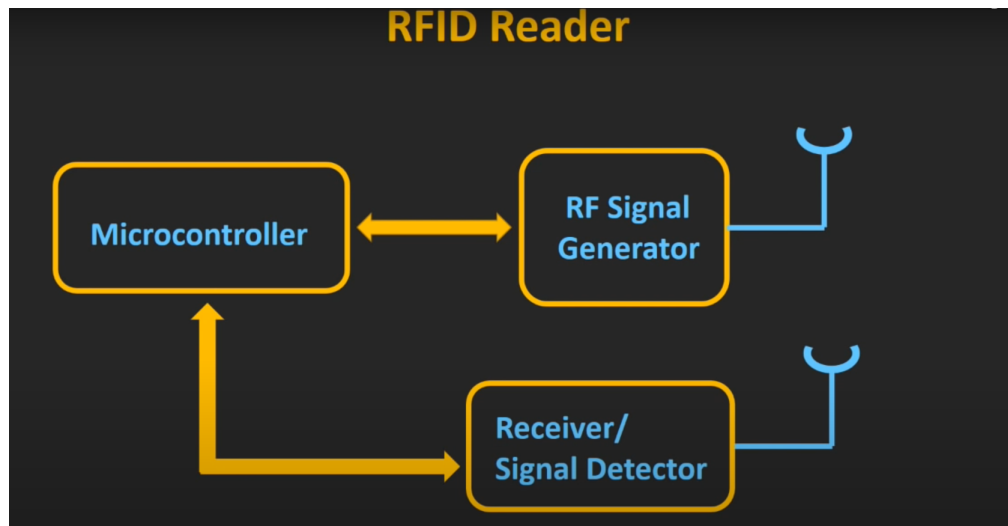 RFID Reader
Microcontroller
RF Signal
Generator
Receiver/
Signal Detector